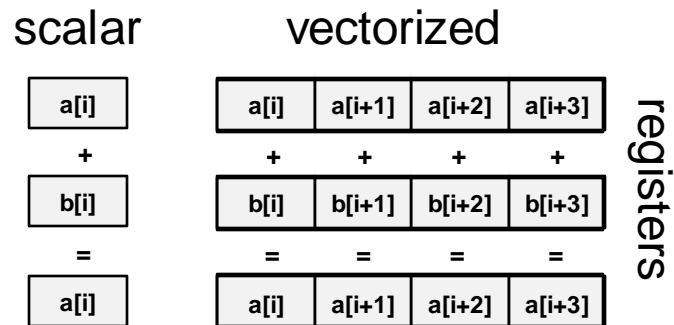 scalar vectorized
a[i] a[i] a[i+1] a[i+2] a[i+3]
+ + + + +
b[i] b[i] b[i+1] b[i+2] b[i+3]
= = = = =
a[i] a[i] a[i+1] a[i+2] a[i+3]
registers